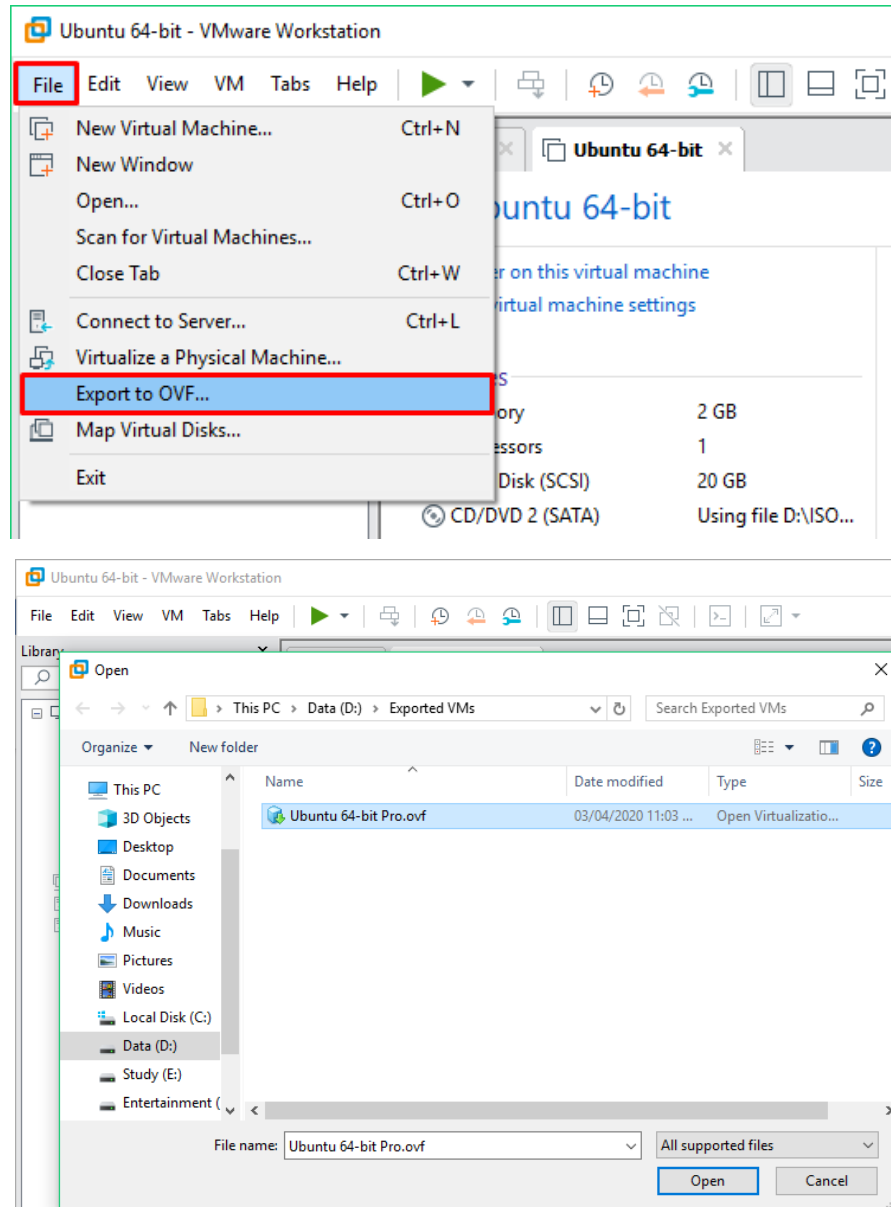 Ubuntu 64-bit - VMware Workstation
File Edit View VM Tabs Help
New Virtual Machine... Ctrl+N
New Window
Open... Ctrl+O
Scan for Virtual Machines...
Close Tab Ctrl+W
Connect to Server... Ctrl+L
Virtualize a Physical Machine...
Export to OVF...
Map Virtual Disks...
Exit
Ubuntu 64-bit
buntu 64-bit
er on this virtual machine
virtual machine settings
es
ory 2 GB
essors 1
Disk (SCSI) 20 GB
CD/DVD 2 (SATA) Using file D:\ISO...
Ubuntu 64-bit - VMware Workstation
File Edit View VM Tabs Help
Library
Open
This PC > Data (D:) > Exported VMs
Search Exported VMs
Organize New folder
Name Date modified Type Size
Ubuntu 64-bit Pro.ovf 03/04/2020 11:03 ... Open Virtualizatio...
This PC
3D Objects
Desktop
Documents
Downloads
Music
Pictures
Videos
Local Disk (C:)
Data (D:)
Study (E:)
Entertainment (
File name: Ubuntu 64-bit Pro.ovf All supported files
Open Cancel